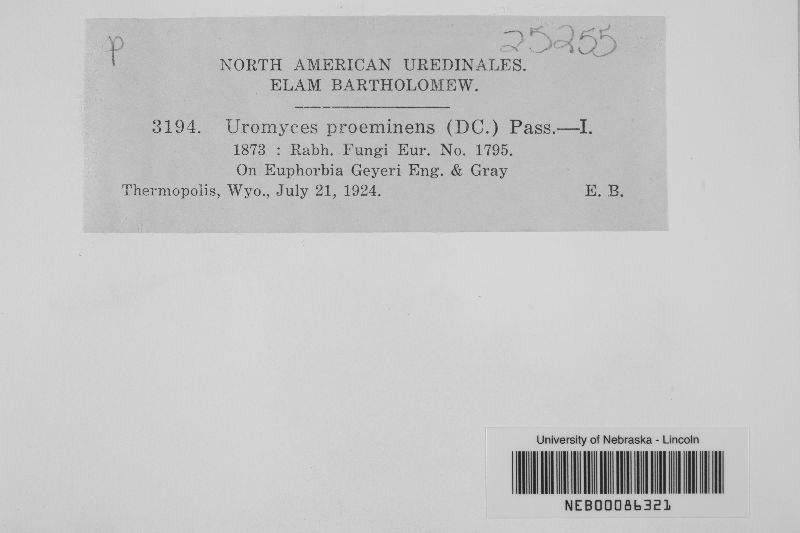 p
25255
NORTH AMERICAN UREDINALES.
ELAM BARTHOLOMEW.
3194. Uromyces proeminens (DC.) Pass.—I.
1873 : Rabh. Fungi Eur. No. 1795.
On Euphorbia Geyeri Eng. & Gray
Thermopolis, Wyo., July 21, 1924. E. B.
University of Nebraska - Lincoln
NEB00086321